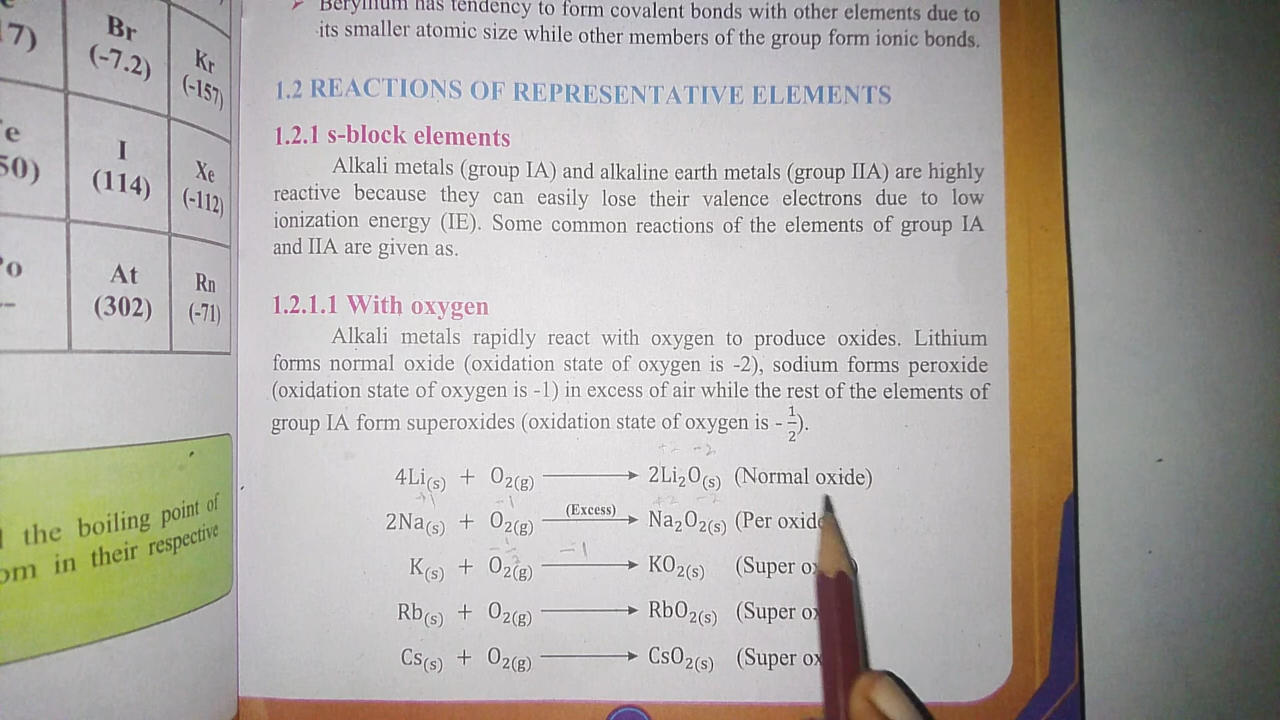 7)
Br
(-7.2)
Kr
(-157)
e
50)
I
(114)
Xe
(-112)
At
(302)
Rn
(-71)
the boiling point of
om in their respective
➤ Beryllium has tendency to form covalent bonds with other elements due to
its smaller atomic size while other members of the group form ionic bonds.
1.2 REACTIONS OF REPRESENTATIVE ELEMENTS
1.2.1 s-block elements
Alkali metals (group IA) and alkaline earth metals (group IIA) are highly
reactive because they can easily lose their valence electrons due to low
ionization energy (IE). Some common reactions of the elements of group IA
and IIA are given as.
1.2.1.1 With oxygen
Alkali metals rapidly react with oxygen to produce oxides. Lithium
forms normal oxide (oxidation state of oxygen is -2), sodium forms peroxide
(oxidation state of oxygen is -1) in excess of air while the rest of the elements of
group IA form superoxides (oxidation state of oxygen is - 1/2).
4Li(s) + O2(g) ⟶ 2Li2O(s) (Normal oxide)
2Na(s) + O2(g) (Excess) ⟶ Na2O2(s) (Per oxide
K(s) + O2(g) ⟶ KO2(s) (Super o
Rb(s) + O2(g) ⟶ RbO2(s) (Super ox
Cs(s) + O2(g) ⟶ CsO2(s) (Super ox